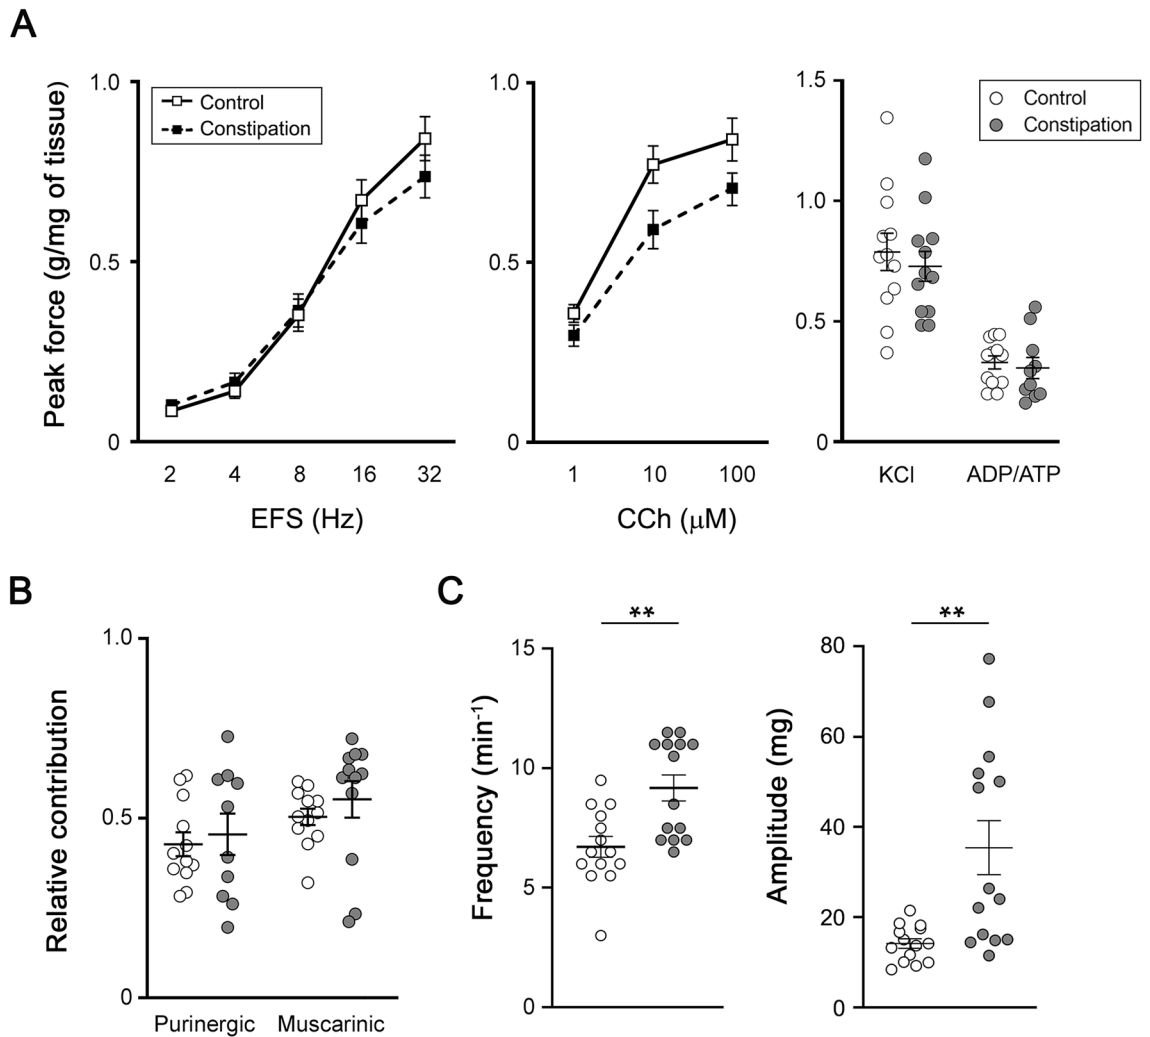 A
Peak force (g/mg of tissue)
1.0
0.5
0
Control
Constipation
2 4 8 16 32
EFS (Hz)
1.0
0.5
0
1 10 100
CCh (μM)
1.5
1.0
0.5
0
Control
Constipation
KCl ADP/ATP
B
Relative contribution
1.0
0.5
0
Purinergic Muscarinic
C
Frequency (min-1)
15
10
5
0
**
Amplitude (mg)
80
60
40
20
0
**